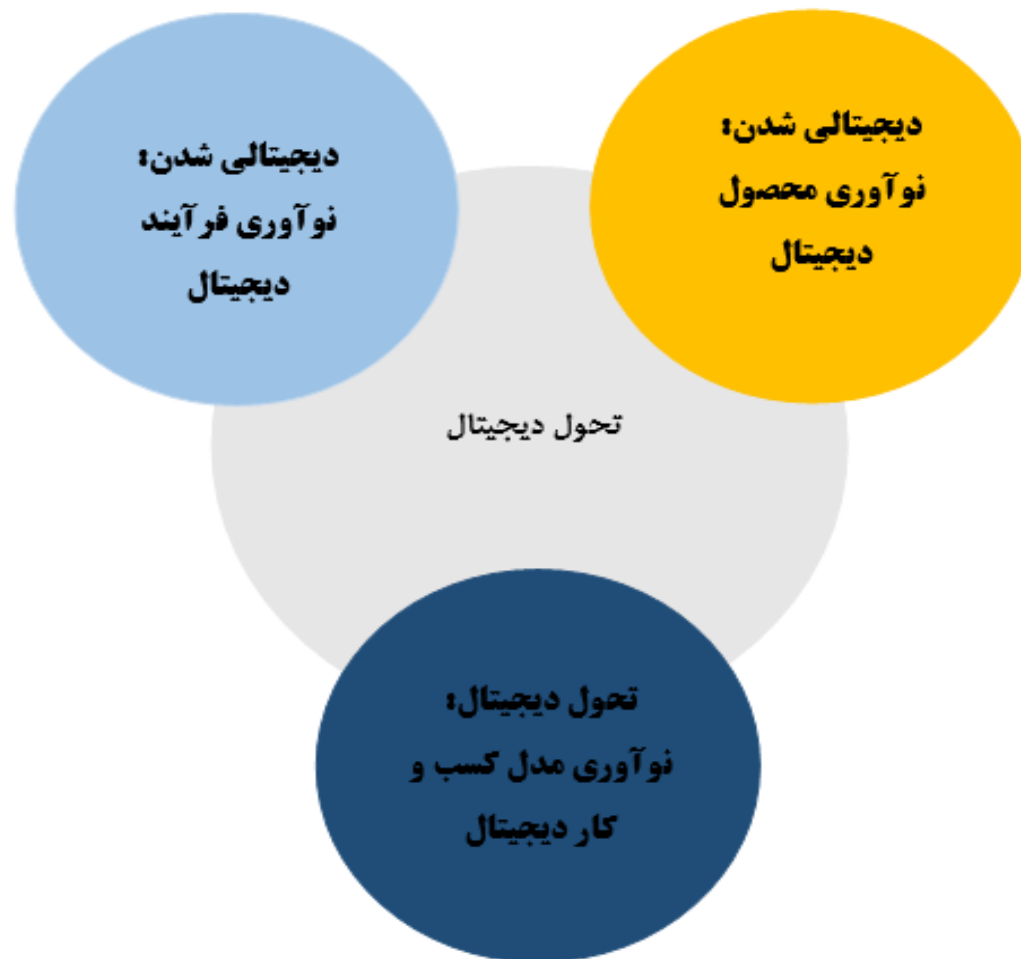 دیجیتالی شدن:
نوآوری محصول
دیجیتال
دیجیتالی شدن:
نوآوری فرآیند
دیجیتال
تحول دیجیتال
تحول دیجیتال:
نوآوری مدل کسب و
کار دیجیتال